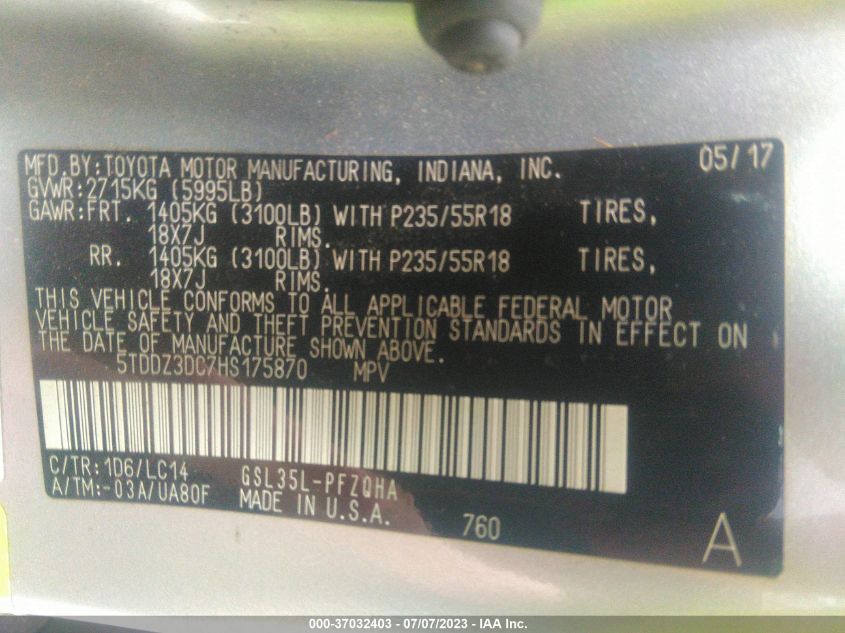 MFD.BY:TOYOTA MOTOR MANUFACTURING, INDIANA, INC. 05/17
GVWR:2715KG (5995LB)
GAWR:FRT. 1405KG (3100LB) WITH P235/55R18 TIRES,
18X7J RIMS.
RR. 1405KG (3100LB) WITH P235/55R18 TIRES,
18X7J RIMS.
THIS VEHICLE CONFORMS TO ALL APPLICABLE FEDERAL MOTOR
VEHICLE SAFETY AND THEFT PREVENTION STANDARDS IN EFFECT ON
THE DATE OF MANUFACTURE SHOWN ABOVE.
5TDDZ3DC7HS175870 MPV
C/TR:1D6/LC14 GSL35L-PFZQHA
A/TM:-03A/UA80F MADE IN U.S.A. 760 A
000-37032403 - 07/07/2023 - IAA Inc.